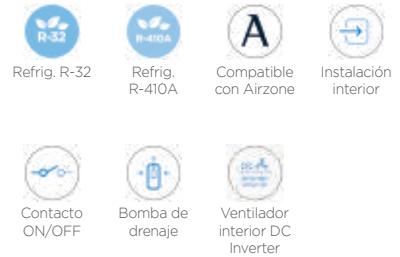 R-32
R-410A
A
Refrig. R-32
Refrig.
R-410A
Compatible
con Airzone
Instalación
interior
Contacto
ON/OFF
Bomba de
drenaje
Ventilador
interior DC
Inverter